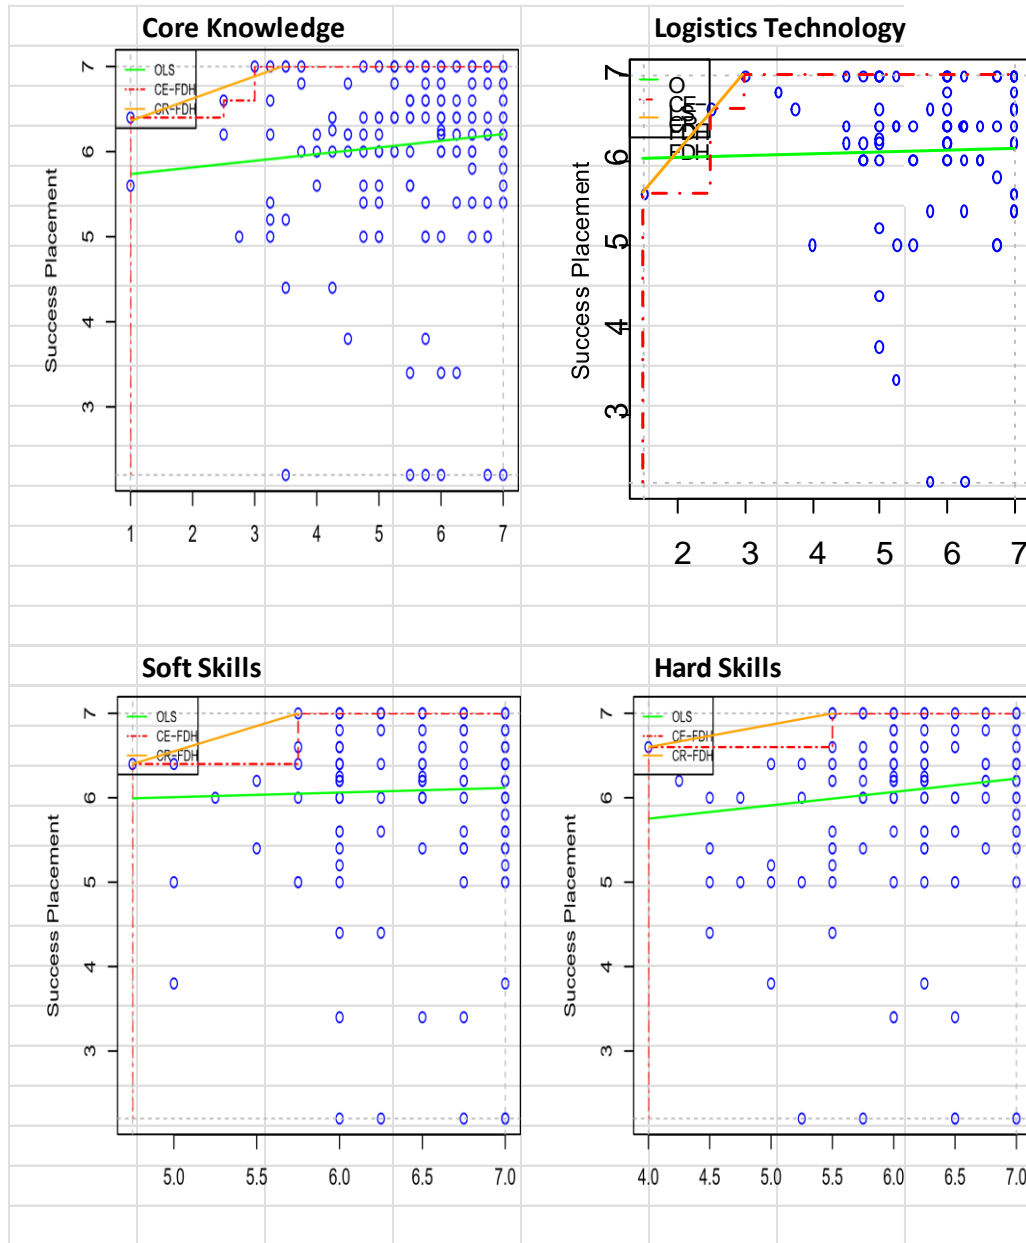 Core Knowledge
7
6
5
4
3
Success Placement
OLS
CE-FDH
CR-FDH
1 2 3 4 5 6 7
Logistics Technology
7
6
5
4
3
Success Placement
O
CE-
FDH
2 3 4 5 6 7
Soft Skills
7
6
5
4
3
Success Placement
OLS
CE-FDH
CR-FDH
5.0 5.5 6.0 6.5 7.0
Hard Skills
7
6
5
4
3
Success Placement
OLS
CE-FDH
CR-FDH
4.0 4.5 5.0 5.5 6.0 6.5 7.0